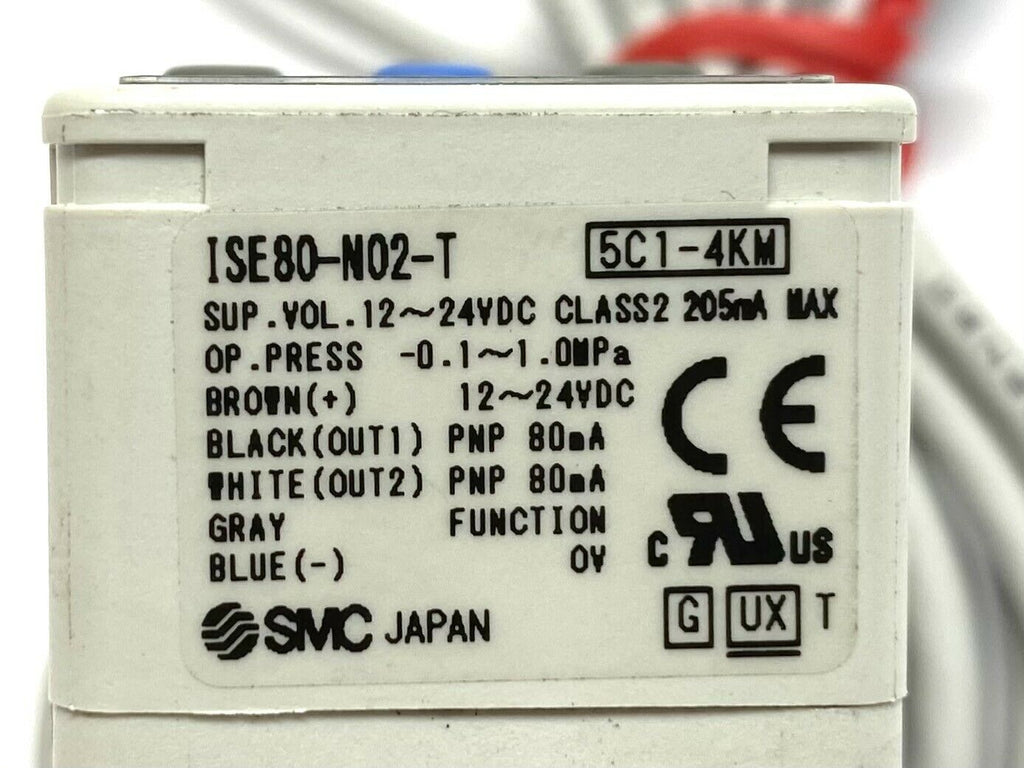 ISE80-N02-T 5C1-4KM
SUP.VOL.12～24VDC CLASS2 205mA MAX
OP.PRESS -0.1～1.0MPa
BROWN(+) 12～24VDC
BLACK(OUT1) PNP 80mA
WHITE(OUT2) PNP 80mA
GRAY FUNCTION
BLUE(-) 0V
CE
C RU US
SMC JAPAN G UX T